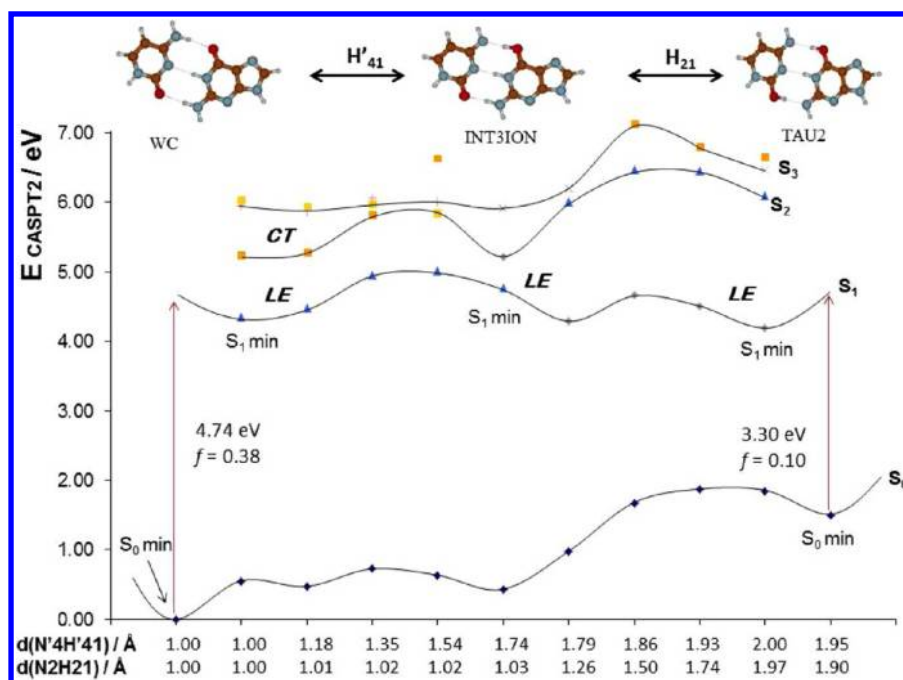 H'41
H21
WC
INT3ION
TAU2
E CASPT2 / eV
7.00
6.00
5.00
4.00
3.00
2.00
1.00
0.00
S3
S2
CT
LE
LE
LE
S1
S1 min
S1 min
S1 min
4.74 eV
f = 0.38
3.30 eV
f = 0.10
S0 min
S0 min
d(N'4H'41) / Å 1.00 1.00 1.18 1.35 1.54 1.74 1.79 1.86 1.93 2.00 1.95
d(N2H21) / Å 1.00 1.00 1.01 1.02 1.02 1.03 1.26 1.50 1.74 1.97 1.90